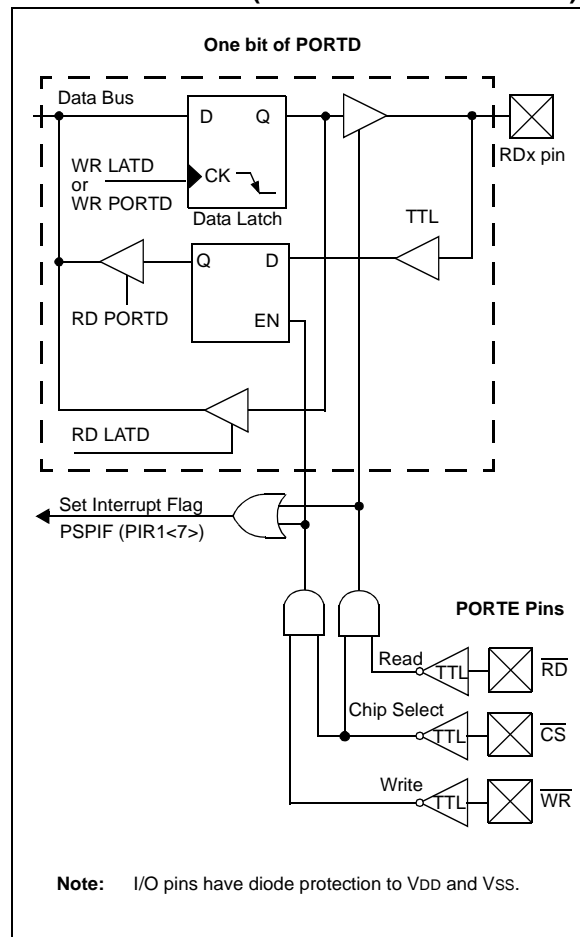 One bit of PORTD
Data Bus
D Q
RDx pin
WR LATD
or
WR PORTD
CK
Data Latch
TTL
Q D
EN
RD PORTD
RD LATD
Set Interrupt Flag
PSPIF (PIR1<7>)
PORTE Pins
Read
TTL
RD
Chip Select
TTL
CS
Write
TTL
WR
Note: I/O pins have diode protection to VDD and VSS.